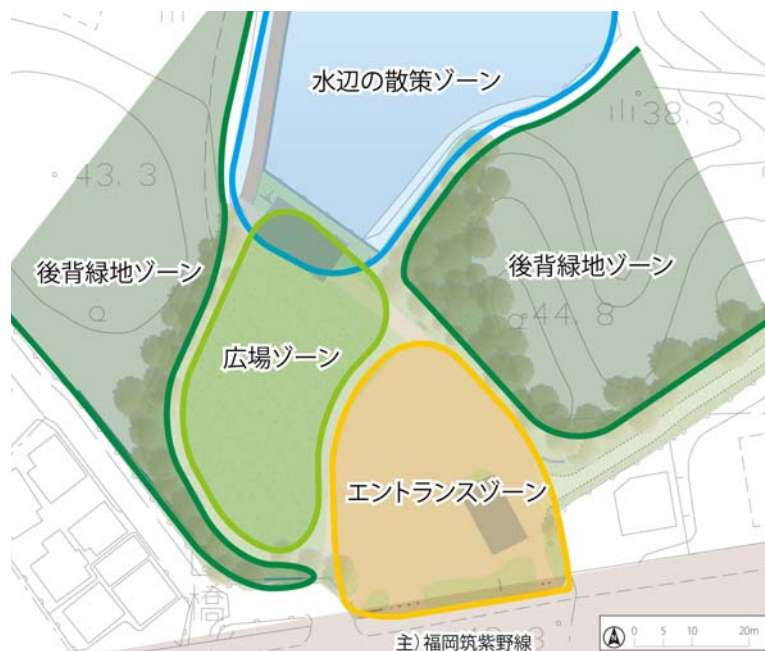 水辺の散策ゾーン
38.3
43.3
後背緑地ゾーン
後背緑地ゾーン
44.8
広場ゾーン
エントランスゾーン
橋
主）福岡筑紫野線
0 5 10 20m